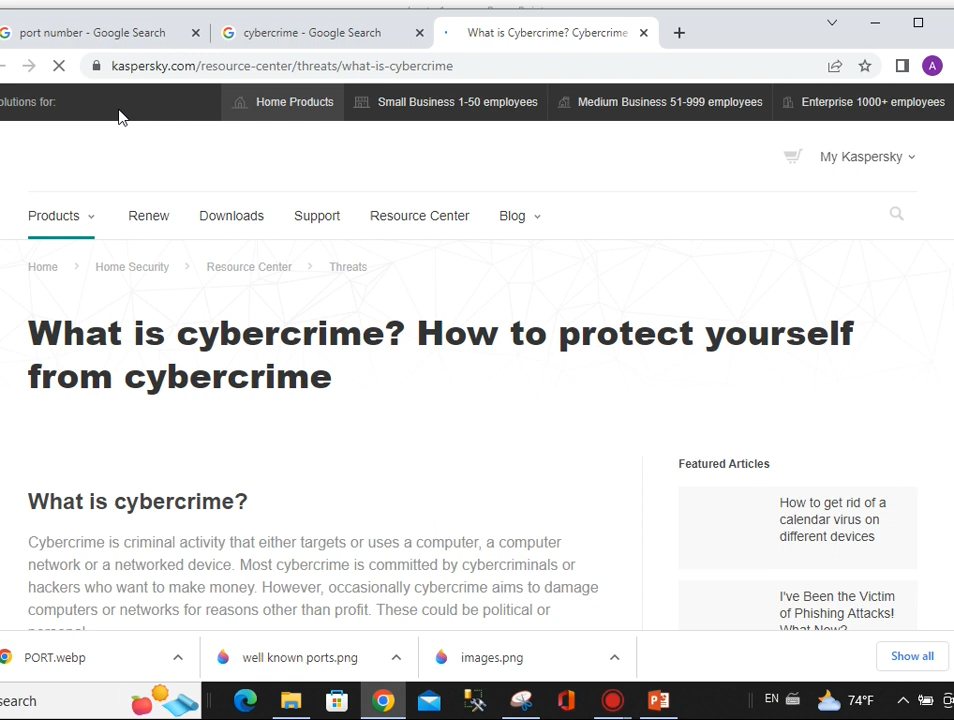 port number - Google Search
cybercrime - Google Search
What is Cybercrime? Cybercrime
kaspersky.com/resource-center/threats/what-is-cybercrime
A
olutions for:
Home Products
Small Business 1-50 employees
Medium Business 51-999 employees
Enterprise 1000+ employees
My Kaspersky
Products
Renew
Downloads
Support
Resource Center
Blog
Home
Home Security
Resource Center
Threats
What is cybercrime? How to protect yourself
from cybercrime
What is cybercrime?
Cybercrime is criminal activity that either targets or uses a computer, a computer
network or a networked device. Most cybercrime is committed by cybercriminals or
hackers who want to make money. However, occasionally cybercrime aims to damage
computers or networks for reasons other than profit. These could be political or
personal.
Featured Articles
How to get rid of a
calendar virus on
different devices
I've Been the Victim
of Phishing Attacks!
What Now?
PORT.webp
well known ports.png
images.png
Show all
search
EN
74°F